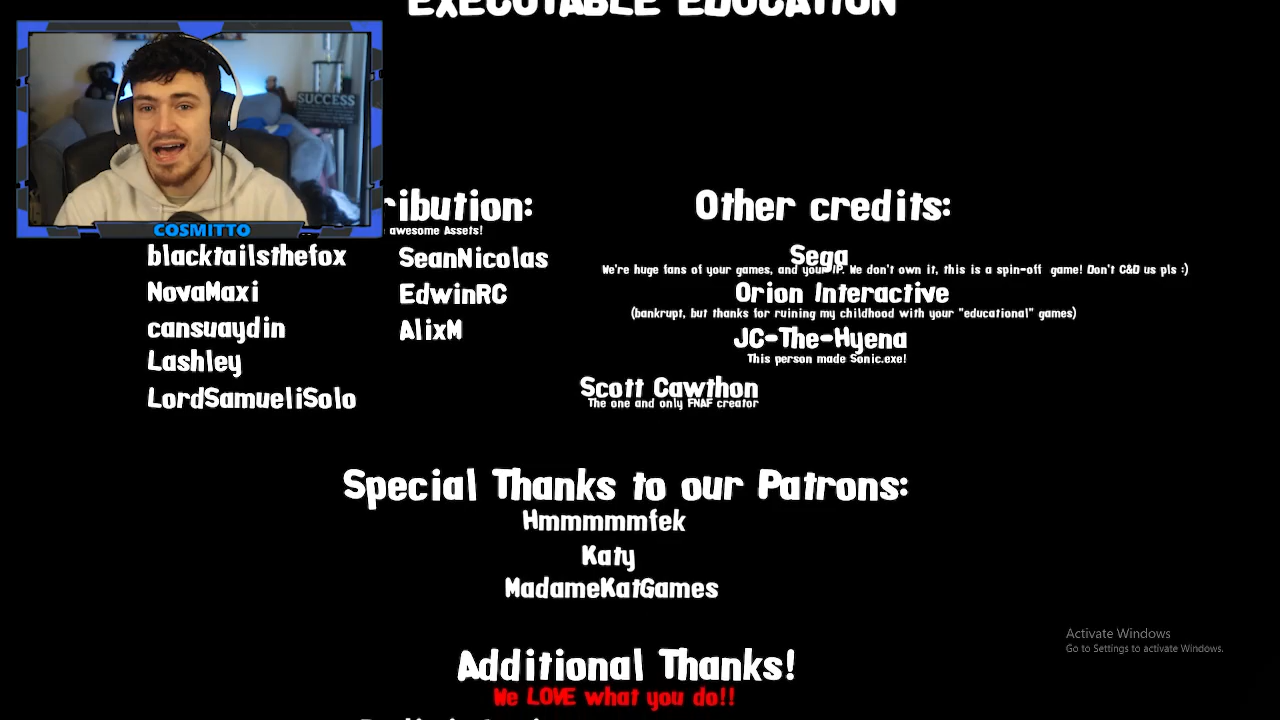 EXECUTABLE EDUCATION
SUCCESS
COSMITTO
ribution:
awesome Assets!
blacktailsthefox
NovaMaxi
cansuaydin
Lashley
LordSamueliSolo
SeanNicolas
EdwinRC
AlixM
Other credits:
Sega
We're huge fans of your games, and your IP. We don't own it, this is a spin-off game! Don't C&D us pls :)
Orion Interactive
(bankrupt, but thanks for ruining my childhood with your "educational" games)
JC-The-Hyena
This person made Sonic.exe!
Scott Cawthon
The one and only FNAF creator
Special Thanks to our Patrons:
Hmmmmmfek
Katy
MadameKatGames
Additional Thanks!
We LOVE what you do!!
Activate Windows
Go to Settings to activate Windows.